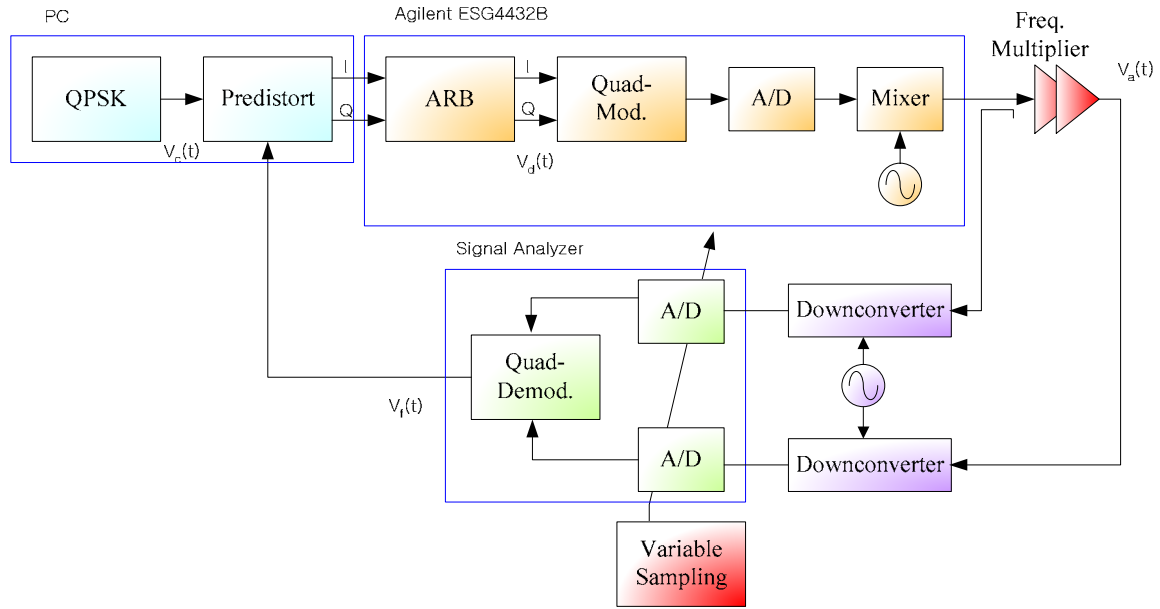 PC
Agilent ESG4432B
Freq.
Multiplier
Va(t)
QPSK
Predistort
I
Q
ARB
I
Q
Quad-
Mod.
A/D
Mixer
Vc(t)
Vd(t)
Signal Analyzer
A/D
Downconverter
Quad-
Demod.
Vf(t)
A/D
Downconverter
Variable
Sampling